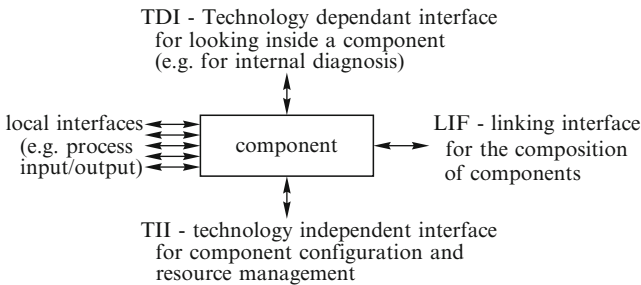 TDI - Technology dependant interface
for looking inside a component
(e.g. for internal diagnosis)
local interfaces
(e.g. process
input/output)
component
LIF - linking interface
for the composition
of components
TII - technology independent interface
for component configuration and
resource management